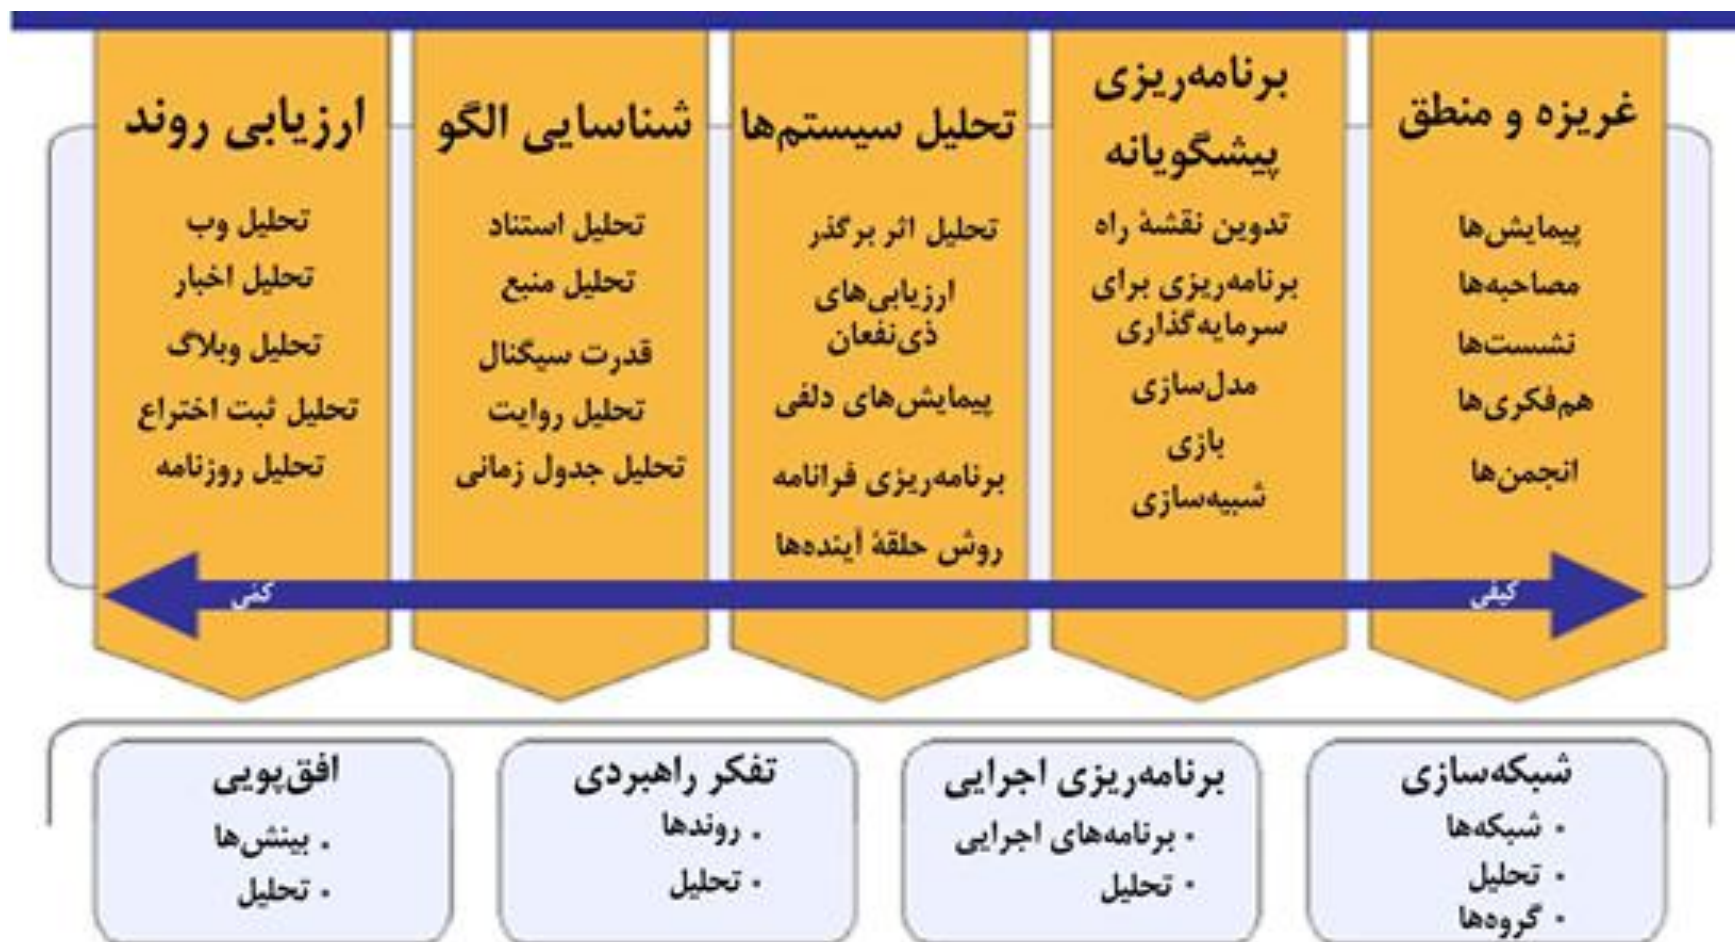 غریزه و منطق
پیمایش‌ها
مصاحبه‌ها
نشست‌ها
هم‌فکری‌ها
انجمن‌ها
برنامه‌ریزی
پیشگویانه
تدوین نقشهٔ راه
برنامه‌ریزی برای
سرمایه‌گذاری
مدل‌سازی
بازی
شبیه‌سازی
تحلیل سیستم‌ها
تحلیل اثر برگذر
ارزیابی‌های
ذی‌نفعان
پیمایش‌های دلفی
برنامه‌ریزی فرانامه
روش حلقهٔ آینده‌ها
شناسایی الگو
تحلیل استناد
تحلیل منبع
قدرت سیگنال
تحلیل روایت
تحلیل جدول زمانی
ارزیابی روند
تحلیل وب
تحلیل اخبار
تحلیل وبلاگ
تحلیل ثبت اختراع
تحلیل روزنامه
کیفی
کمّی
شبکه‌سازی
• شبکه‌ها
• تحلیل
• گروه‌ها
برنامه‌ریزی اجرایی
• برنامه‌های اجرایی
• تحلیل
تفکر راهبردی
• روندها
• تحلیل
افق‌پویی
• بینش‌ها
• تحلیل